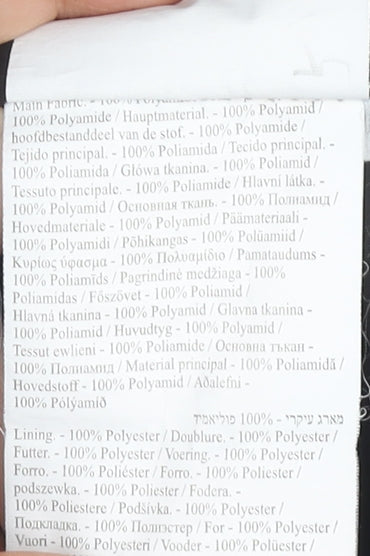 Main Fabric. - 100% Polyamide
100% Polyamide / Hauptmaterial. - 100% Polyamid /
hoofdbestanddeel van de stof. - 100% Polyamide /
Tejido principal. - 100% Poliamida / Tecido principal. -
100% Poliamida / Główa tkanina. - 100% Poliamid /
Tessuto principale. - 100% Poliamide / Hlavní látka. -
100% Polyamid / Основная ткань. - 100% Полиамид /
Hovedmateriale - 100% Polyamid / Päämateriaali -
100% Polyamidi / Põhikangas - 100% Polüamiid /
Κυρίως ύφασμα - 100% Πολυαμίδιο / Pamataudums -
100% Poliamīds / Pagrindinė medžiaga - 100%
Poliamidas / Főszövet - 100% Poliamid /
Hlavná tkanina - 100% Polyamid / Glavna tkanina -
100% Poliamid / Huvudtyg - 100% Polyamid /
Tessut ewlieni - 100% Poliamide / Основна тъкан -
100% Полиамид / Material principal - 100% Poliamidă /
Hovedstoff - 100% Polyamid / Aðalefni -
100% Pólýamíð
מארג עיקרי - 100% פוליאמיד
Lining. - 100% Polyester / Doublure. - 100% Polyester /
Futter. - 100% Polyester / Voering. - 100% Polyester /
Forro. - 100% Poliéster / Forro. - 100% Poliester /
podszewka. - 100% Poliester / Fodera. -
100% Poliestere / Podšívka. - 100% Polyester /
Подкладка. - 100% Полиэстер / For - 100% Polyester /
Vuori - 100% Polyesteri / Vooder - 100% Polüester /